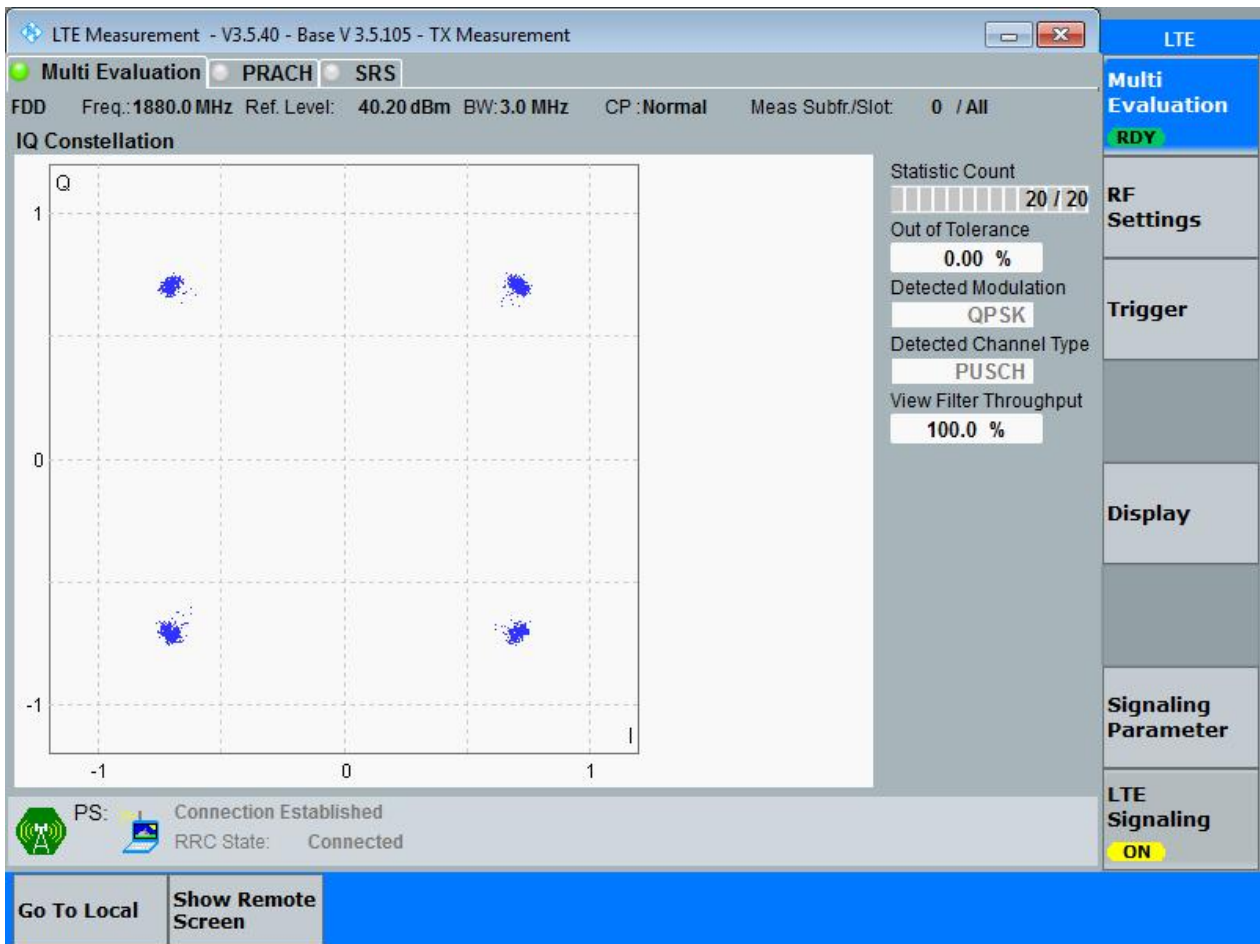 LTE Measurement - V3.5.40 - Base V 3.5.105 - TX Measurement
LTE
Multi Evaluation PRACH SRS
Multi
Evaluation
RDY
FDD Freq.:1880.0 MHz Ref. Level: 40.20 dBm BW:3.0 MHz CP :Normal Meas Subfr./Slot: 0 / All
IQ Constellation
Q
1
0
-1
I
-1 0 1
Statistic Count
20 / 20
Out of Tolerance
0.00 %
Detected Modulation
QPSK
Detected Channel Type
PUSCH
View Filter Throughput
100.0 %
RF
Settings
Trigger
Display
Signaling
Parameter
LTE
Signaling
ON
PS: Connection Established
RRC State: Connected
Go To Local
Show Remote
Screen